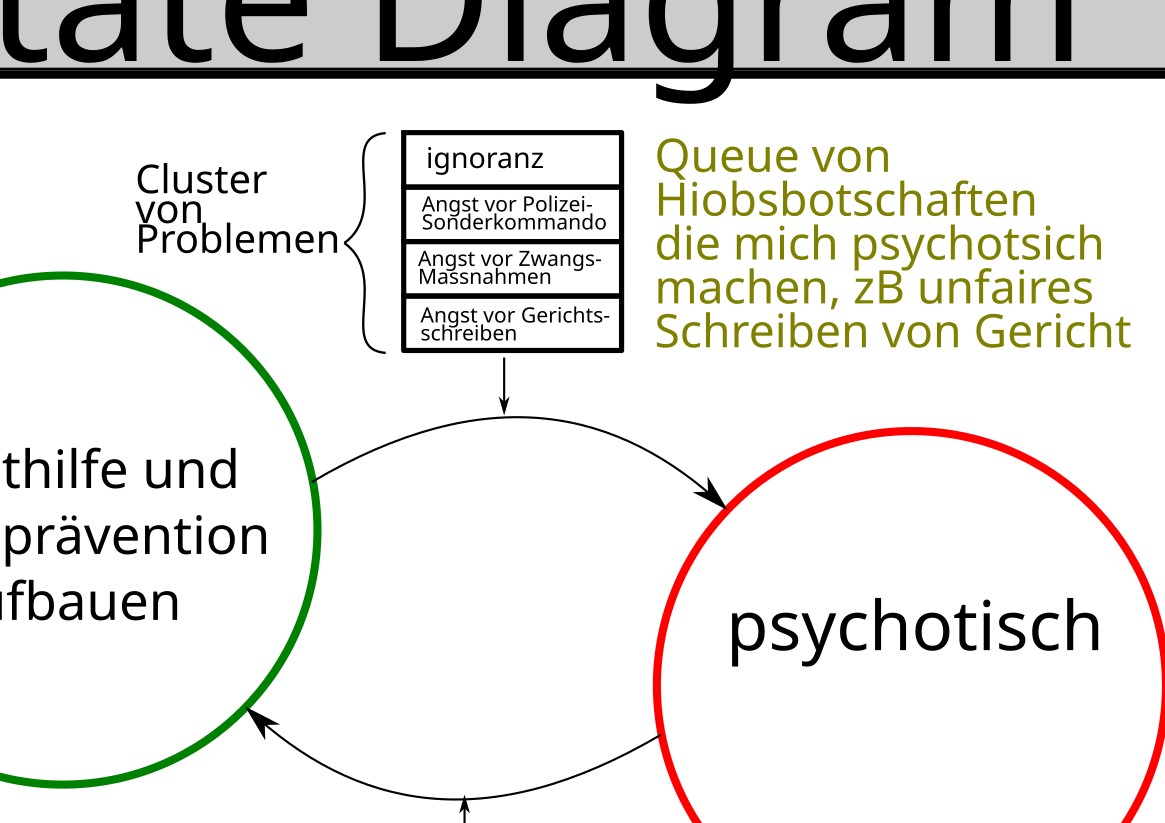 tate Diagram
Cluster
von
Problemen
ignoranz
Angst vor Polizei-
Sonderkommando
Angst vor Zwangs-
Massnahmen
Angst vor Gerichts-
schreiben
Queue von
Hiobsbotschaften
die mich psychotsich
machen, zB unfaires
Schreiben von Gericht
thilfe und
prävention
ufbauen
psychotisch